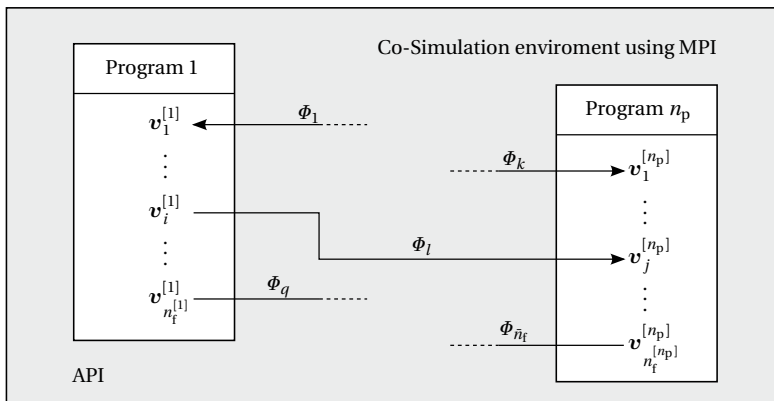 Co-Simulation enviroment using MPI
Program 1
v_1^{[1]}
Φ_1
⋮
v_i^{[1]}
⋮
v_{n_f^{[1]}}^{[1]}
Φ_q
API
Program n_p
Φ_k
v_1^{[n_p]}
⋮
Φ_l
v_j^{[n_p]}
⋮
Φ_{n̄_f}
v_{n_f^{[n_p]}}^{[n_p]}